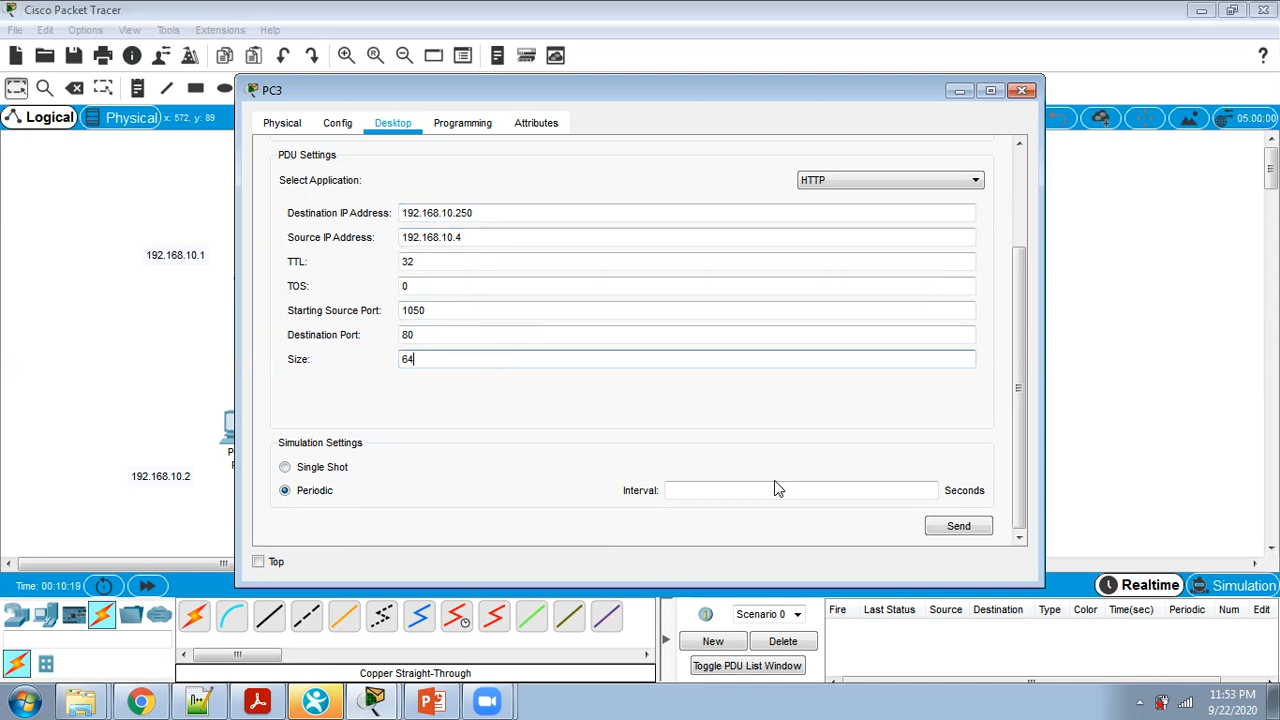 Cisco Packet Tracer
File Edit Options View Tools Extensions Help
Logical Physical x: 572, y: 89 05:00:00
PC3
Physical Config Desktop Programming Attributes
PDU Settings
Select Application: HTTP
Destination IP Address: 192.168.10.250
Source IP Address: 192.168.10.4
TTL: 32
TOS: 0
Starting Source Port: 1050
Destination Port: 80
Size: 64
Simulation Settings
Single Shot
Periodic Interval: Seconds
Send
Top
192.168.10.1
192.168.10.2
Time: 00:10:19 Realtime Simulation
Scenario 0 Fire Last Status Source Destination Type Color Time(sec) Periodic Num Edit
New Delete
Toggle PDU List Window
Copper Straight-Through
11:53 PM
9/22/2020